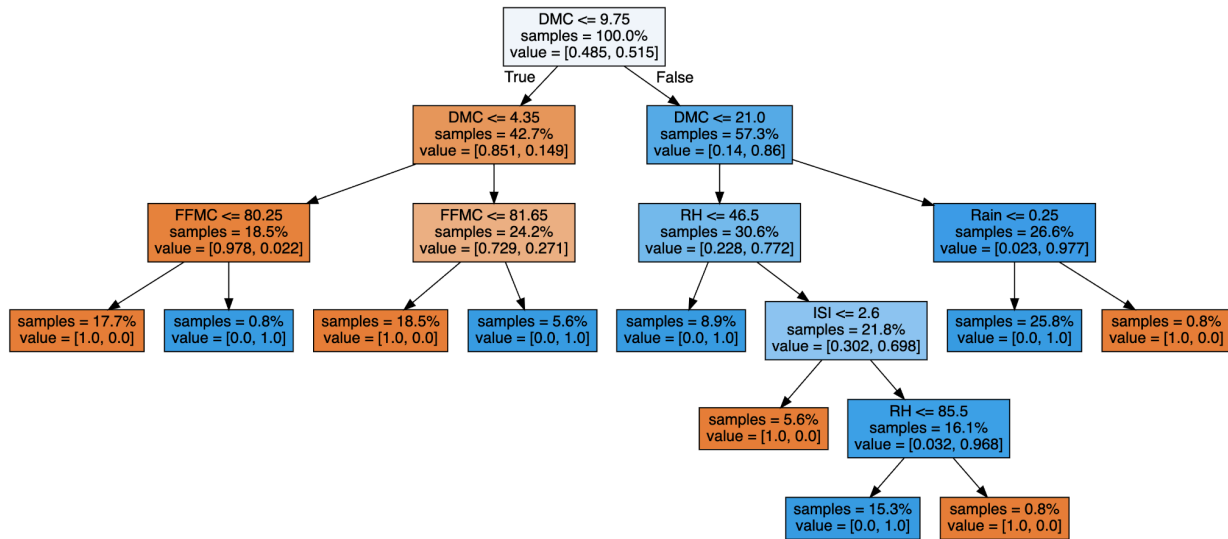 DMC <= 9.75
samples = 100.0%
value = [0.485, 0.515]
True
False
DMC <= 4.35
samples = 42.7%
value = [0.851, 0.149]
DMC <= 21.0
samples = 57.3%
value = [0.14, 0.86]
FFMC <= 80.25
samples = 18.5%
value = [0.978, 0.022]
FFMC <= 81.65
samples = 24.2%
value = [0.729, 0.271]
RH <= 46.5
samples = 30.6%
value = [0.228, 0.772]
Rain <= 0.25
samples = 26.6%
value = [0.023, 0.977]
samples = 17.7%
value = [1.0, 0.0]
samples = 0.8%
value = [0.0, 1.0]
samples = 18.5%
value = [1.0, 0.0]
samples = 5.6%
value = [0.0, 1.0]
samples = 8.9%
value = [0.0, 1.0]
ISI <= 2.6
samples = 21.8%
value = [0.302, 0.698]
samples = 25.8%
value = [0.0, 1.0]
samples = 0.8%
value = [1.0, 0.0]
samples = 5.6%
value = [1.0, 0.0]
RH <= 85.5
samples = 16.1%
value = [0.032, 0.968]
samples = 15.3%
value = [0.0, 1.0]
samples = 0.8%
value = [1.0, 0.0]